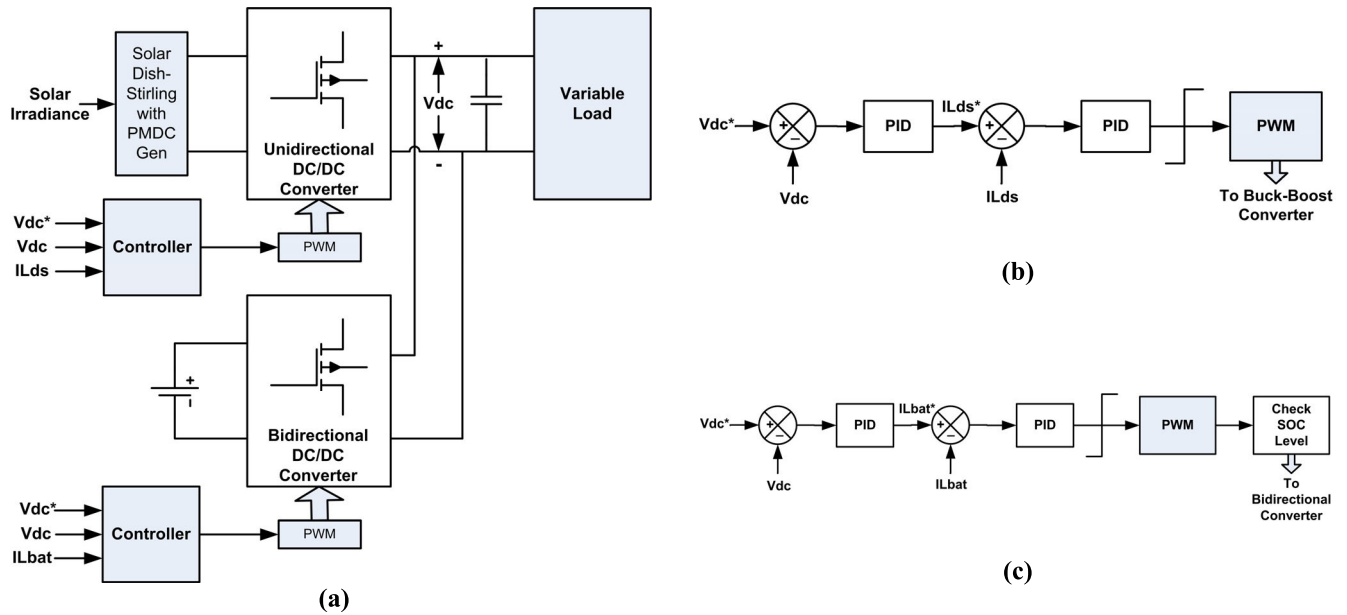 Solar
Irradiance
Solar
Dish-
Stirling
with
PMDC
Gen
Unidirectional
DC/DC
Converter
+
Vdc
-
Variable
Load
Vdc*
Vdc
ILds
Controller
PWM
+
Bidirectional
DC/DC
Converter
Vdc*
Vdc
ILbat
Controller
PWM
(a)
Vdc*
+
−
Vdc
PID
ILds*
+
−
ILds
PID
PWM
To Buck-Boost
Converter
(b)
Vdc*
+
−
Vdc
PID
ILbat*
+
−
ILbat
PID
PWM
Check
SOC
Level
To
Bidirectional
Converter
(c)